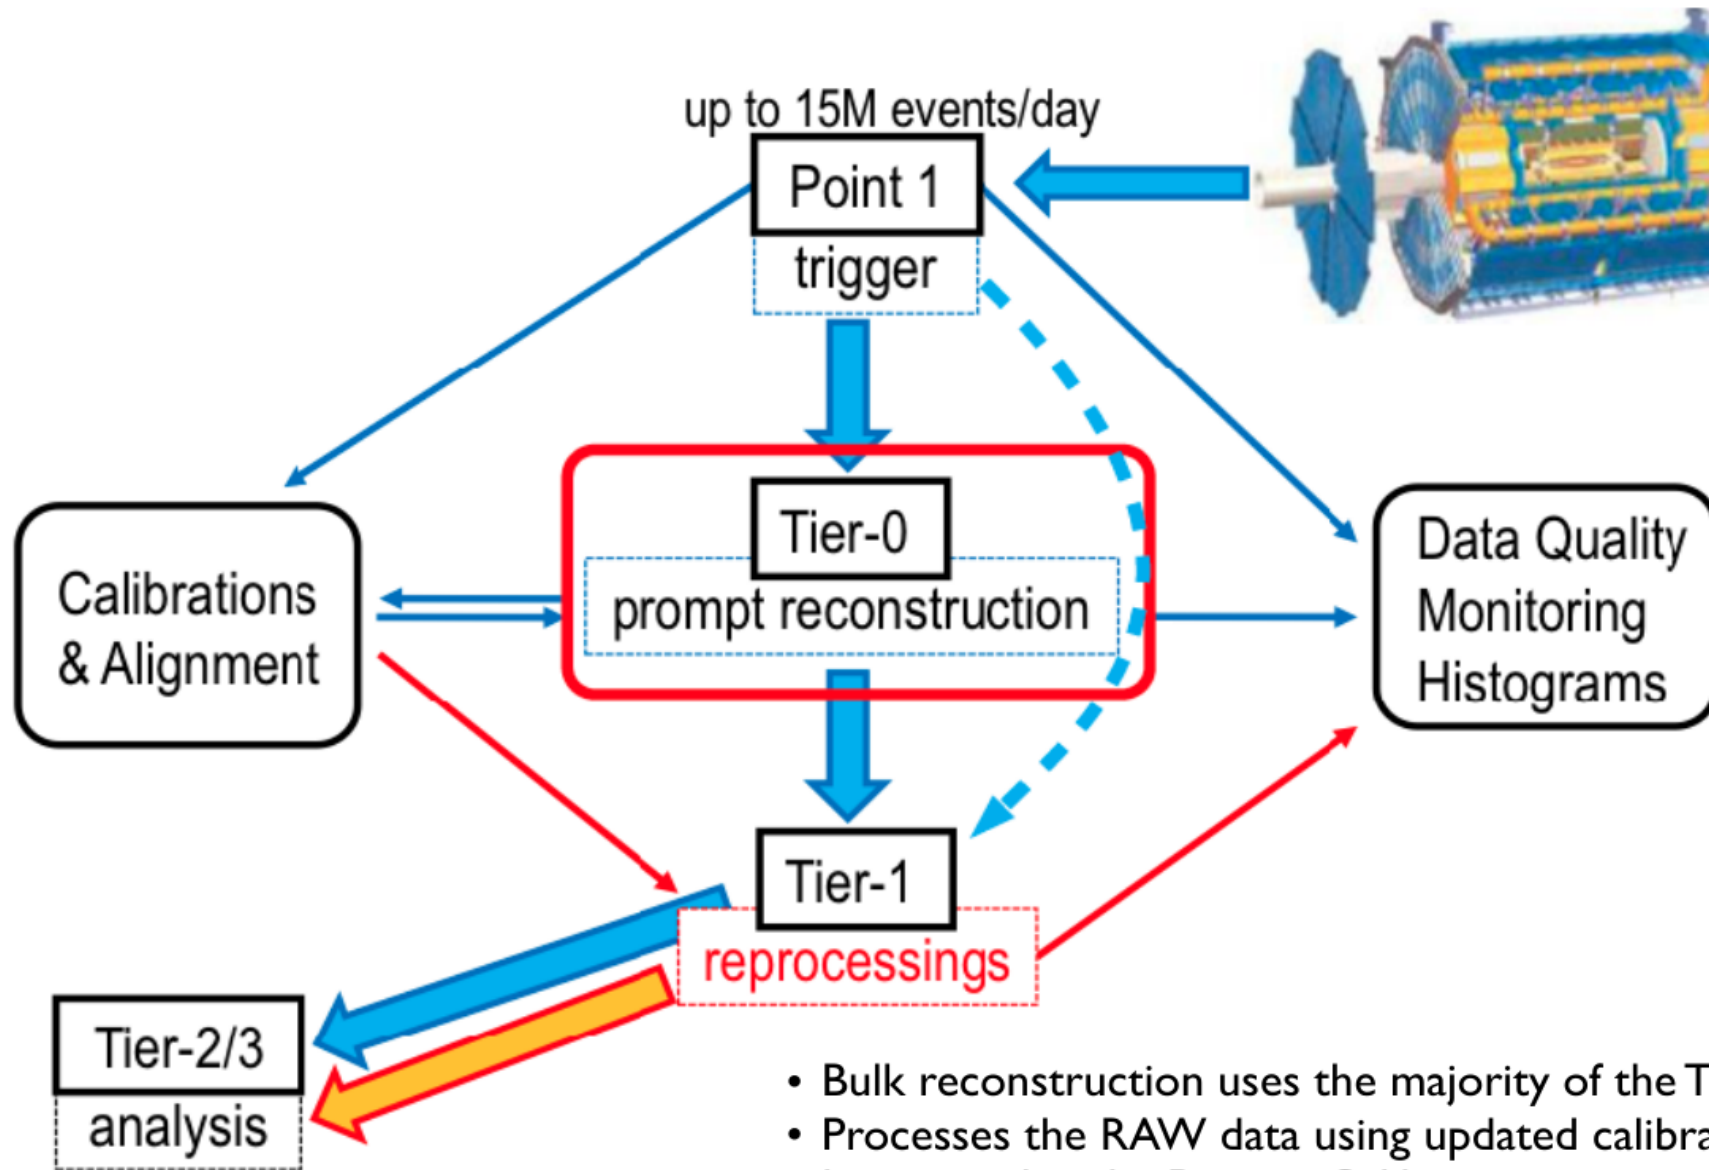 up to 15M events/day
Point 1
trigger
Tier-0
prompt reconstruction
Calibrations
& Alignment
Data Quality
Monitoring
Histograms
Tier-1
reprocessings
Tier-2/3
analysis
• Bulk reconstruction uses the majority of the
• Processes the RAW data using updated